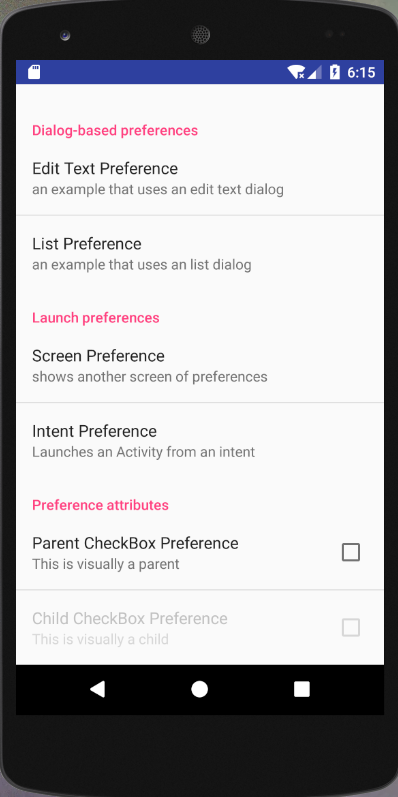 6:15
Dialog-based preferences
Edit Text Preference
an example that uses an edit text dialog
List Preference
an example that uses an list dialog
Launch preferences
Screen Preference
shows another screen of preferences
Intent Preference
Launches an Activity from an intent
Preference attributes
Parent CheckBox Preference
This is visually a parent
Child CheckBox Preference
This is visually a child